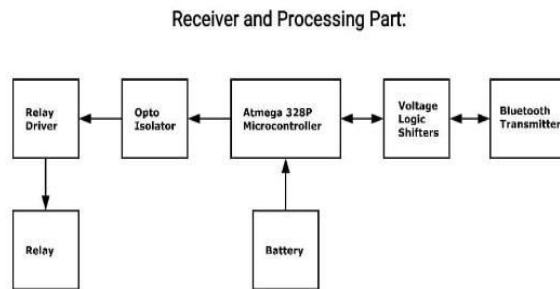 Receiver and Processing Part:
Relay
Driver
Opto
Isolator
Atmega 328P
Microcontroller
Voltage
Logic
Shifters
Bluetooth
Transmitter
Relay
Battery